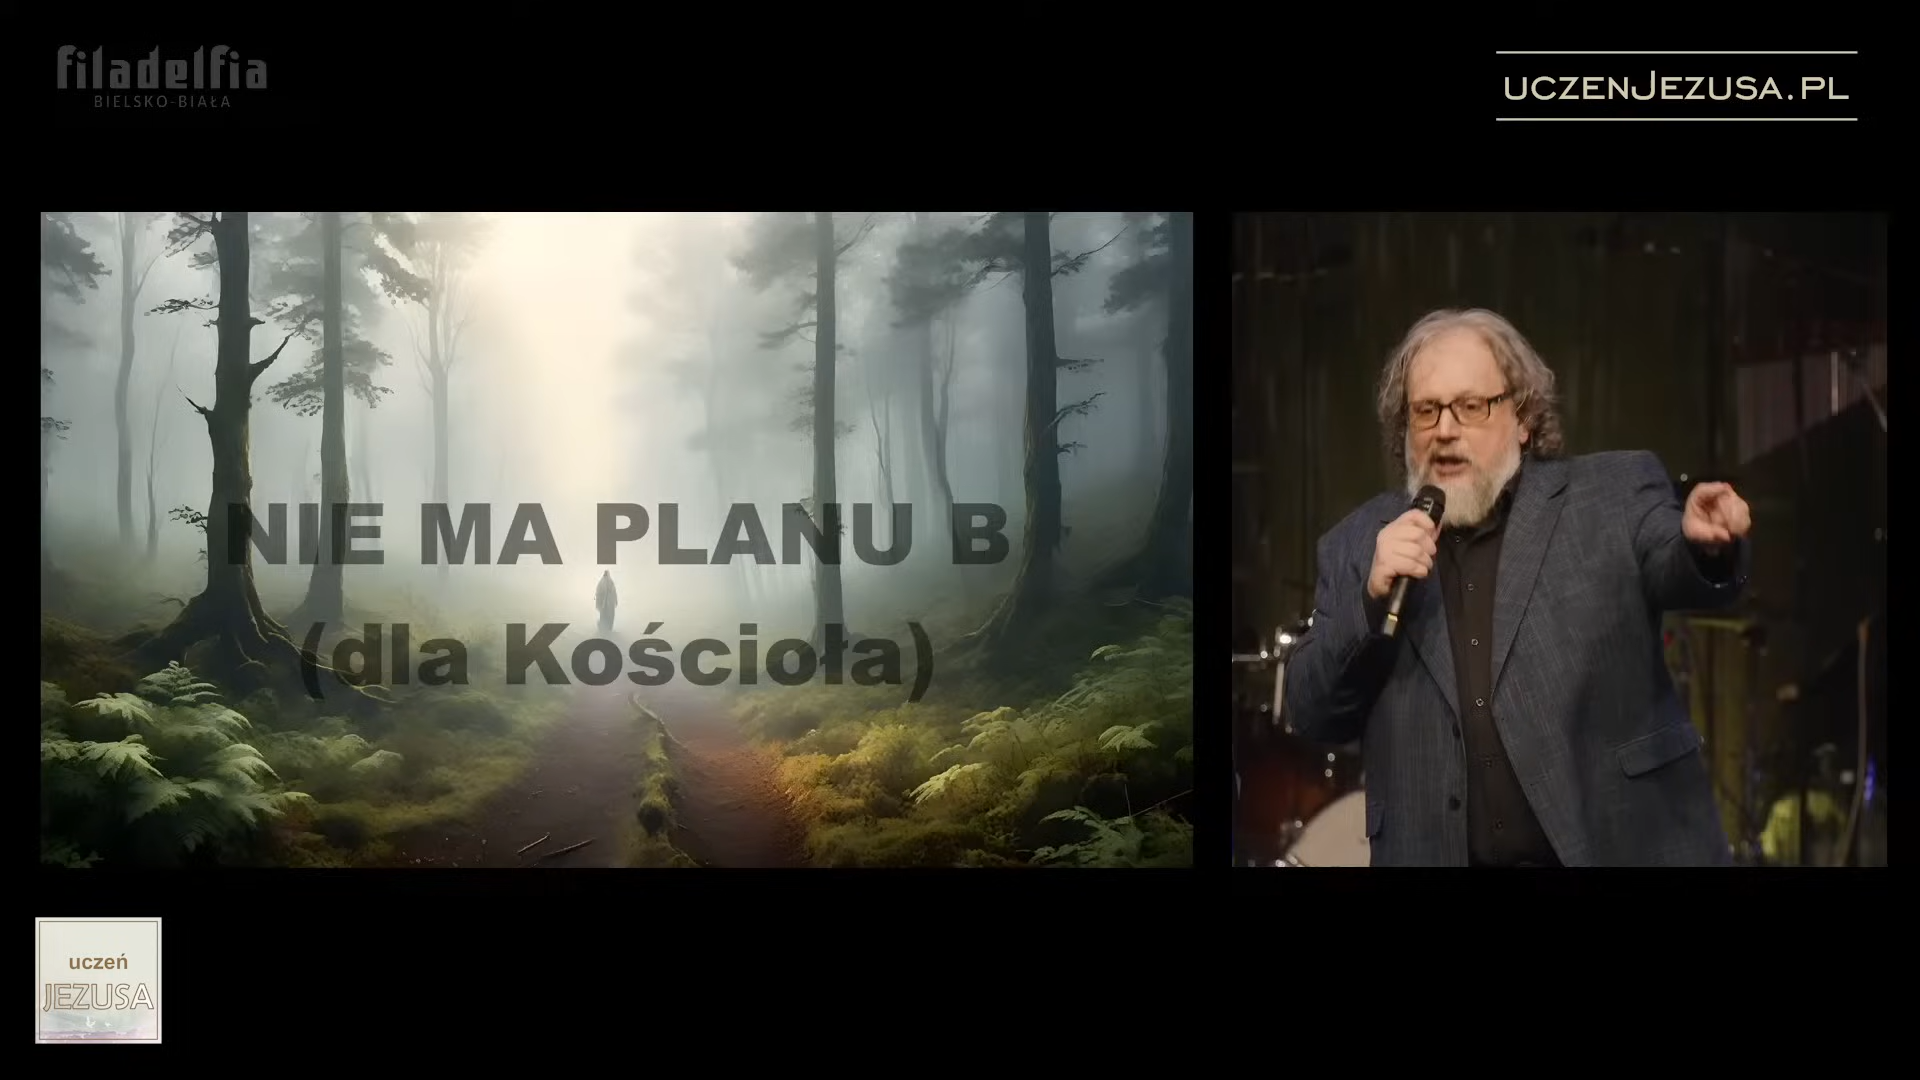 filadelfia
BIELSKO-BIAŁA
UCZENJEZUSA.PL
NIE MA PLANU B
(dla Kościoła)
uczeń
JEZUSA